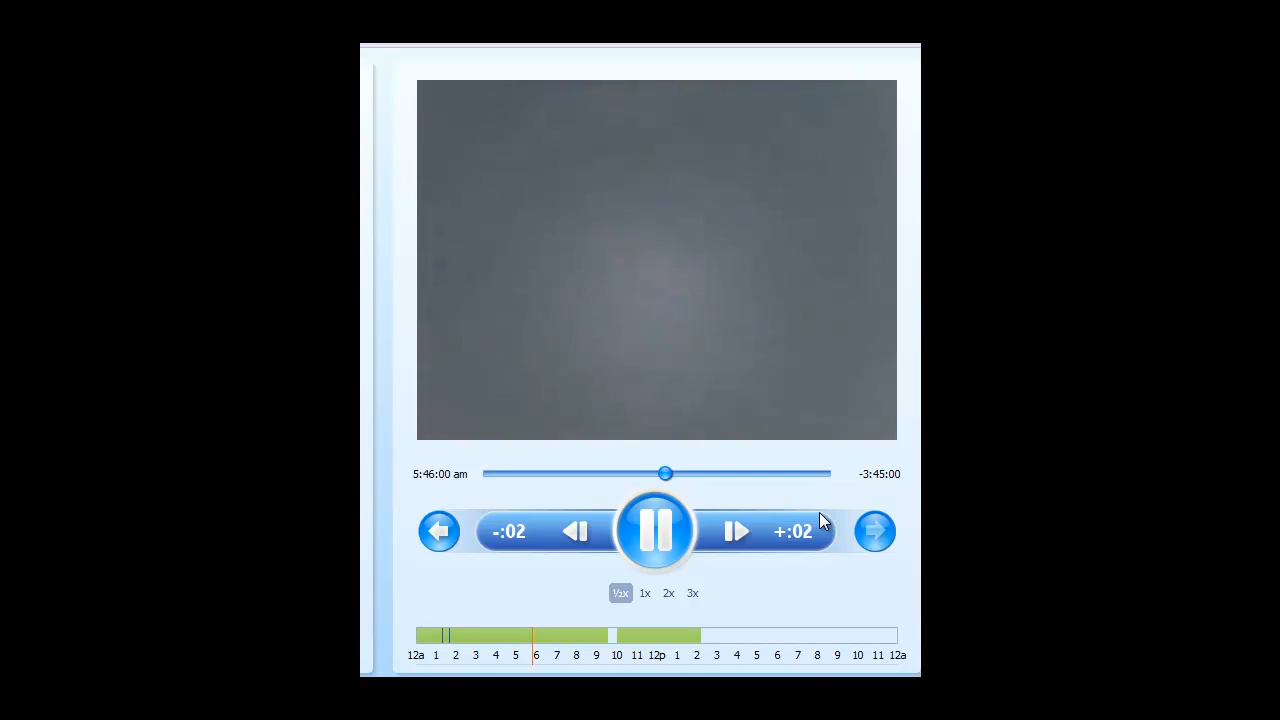 5:46:00 am -3:45:00
-:02 +:02
½x 1x 2x 3x
12a 1 2 3 4 5 6 7 8 9 10 11 12p 1 2 3 4 5 6 7 8 9 10 11 12a